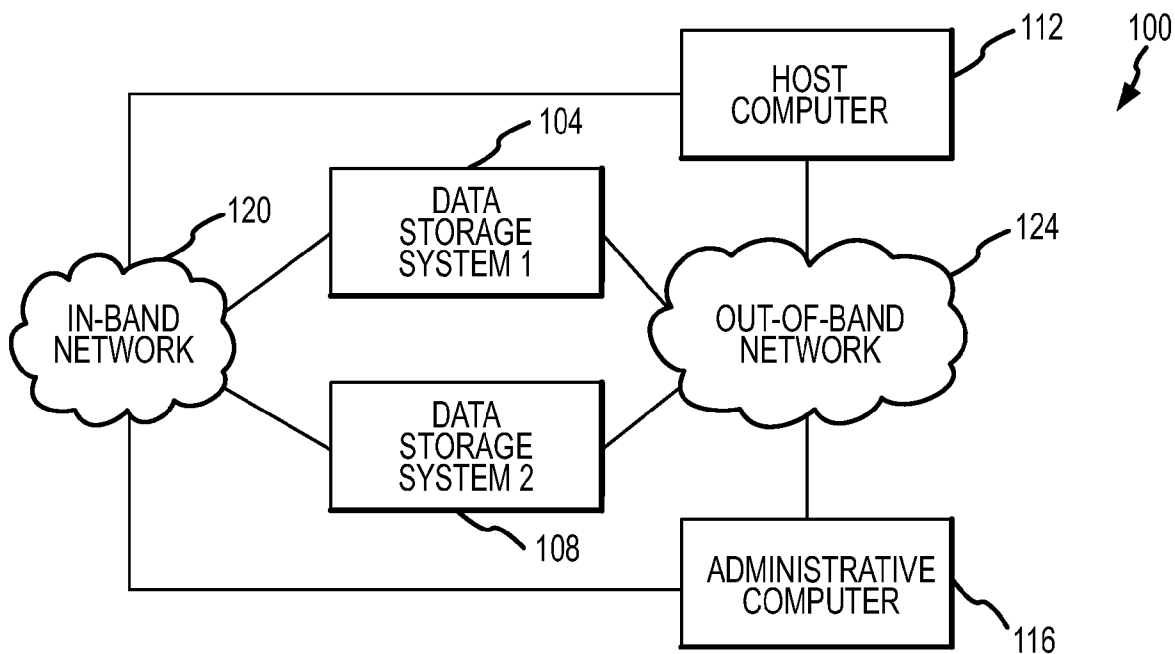 112
100
HOST
COMPUTER
104
DATA
STORAGE
SYSTEM 1
120
124
IN-BAND
NETWORK
OUT-OF-BAND
NETWORK
DATA
STORAGE
SYSTEM 2
108
ADMINISTRATIVE
COMPUTER
116